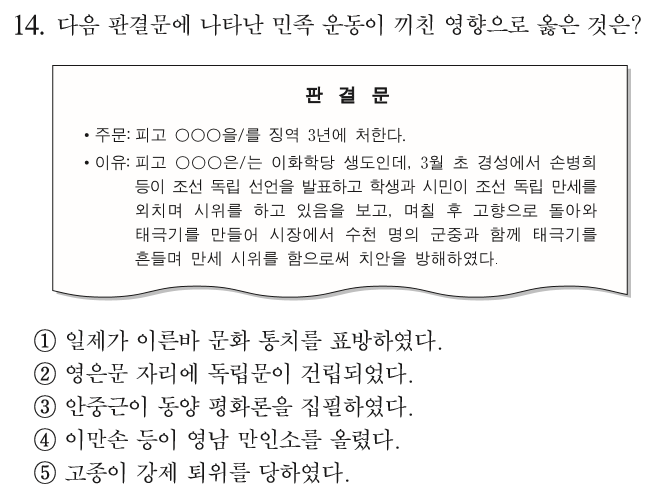 14. 다음 판결문에 나타난 민족 운동이 끼친 영향으로 옳은 것은?
판 결 문
• 주문: 피고 ○○○을/를 징역 3년에 처한다.
• 이유: 피고 ○○○은/는 이화학당 생도인데, 3월 초 경성에서 손병희
등이 조선 독립 선언을 발표하고 학생과 시민이 조선 독립 만세를
외치며 시위를 하고 있음을 보고, 며칠 후 고향으로 돌아와
태극기를 만들어 시장에서 수천 명의 군중과 함께 태극기를
흔들며 만세 시위를 함으로써 치안을 방해하였다.
① 일제가 이른바 문화 통치를 표방하였다.
② 영은문 자리에 독립문이 건립되었다.
③ 안중근이 동양 평화론을 집필하였다.
④ 이만손 등이 영남 만인소를 올렸다.
⑤ 고종이 강제 퇴위를 당하였다.